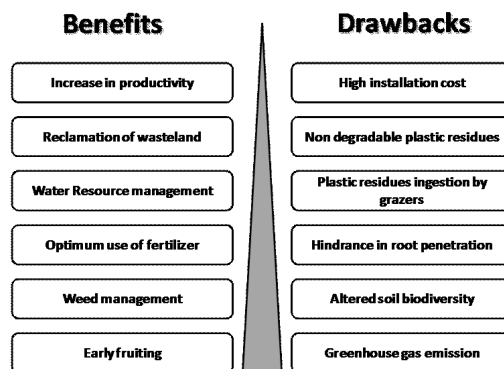 Benefits
Drawbacks
Increase in productivity
High installation cost
Reclamation of wasteland
Non degradable plastic residues
Water Resource management
Plastic residues ingestion by
grazers
Optimum use of fertilizer
Hindrance in root penetration
Weed management
Altered soil biodiversity
Early fruiting
Greenhouse gas emission